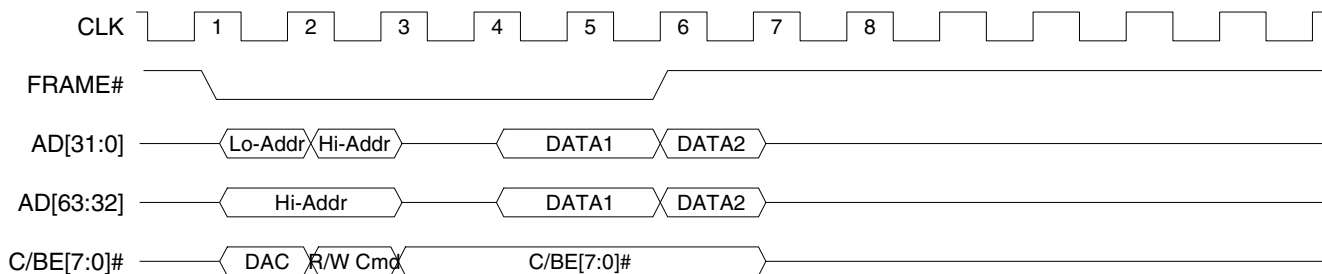 CLK 1 2 3 4 5 6 7 8
FRAME#
AD[31:0] Lo-Addr Hi-Addr DATA1 DATA2
AD[63:32] Hi-Addr DATA1 DATA2
C/BE[7:0]# DAC R/W Cmd C/BE[7:0]#